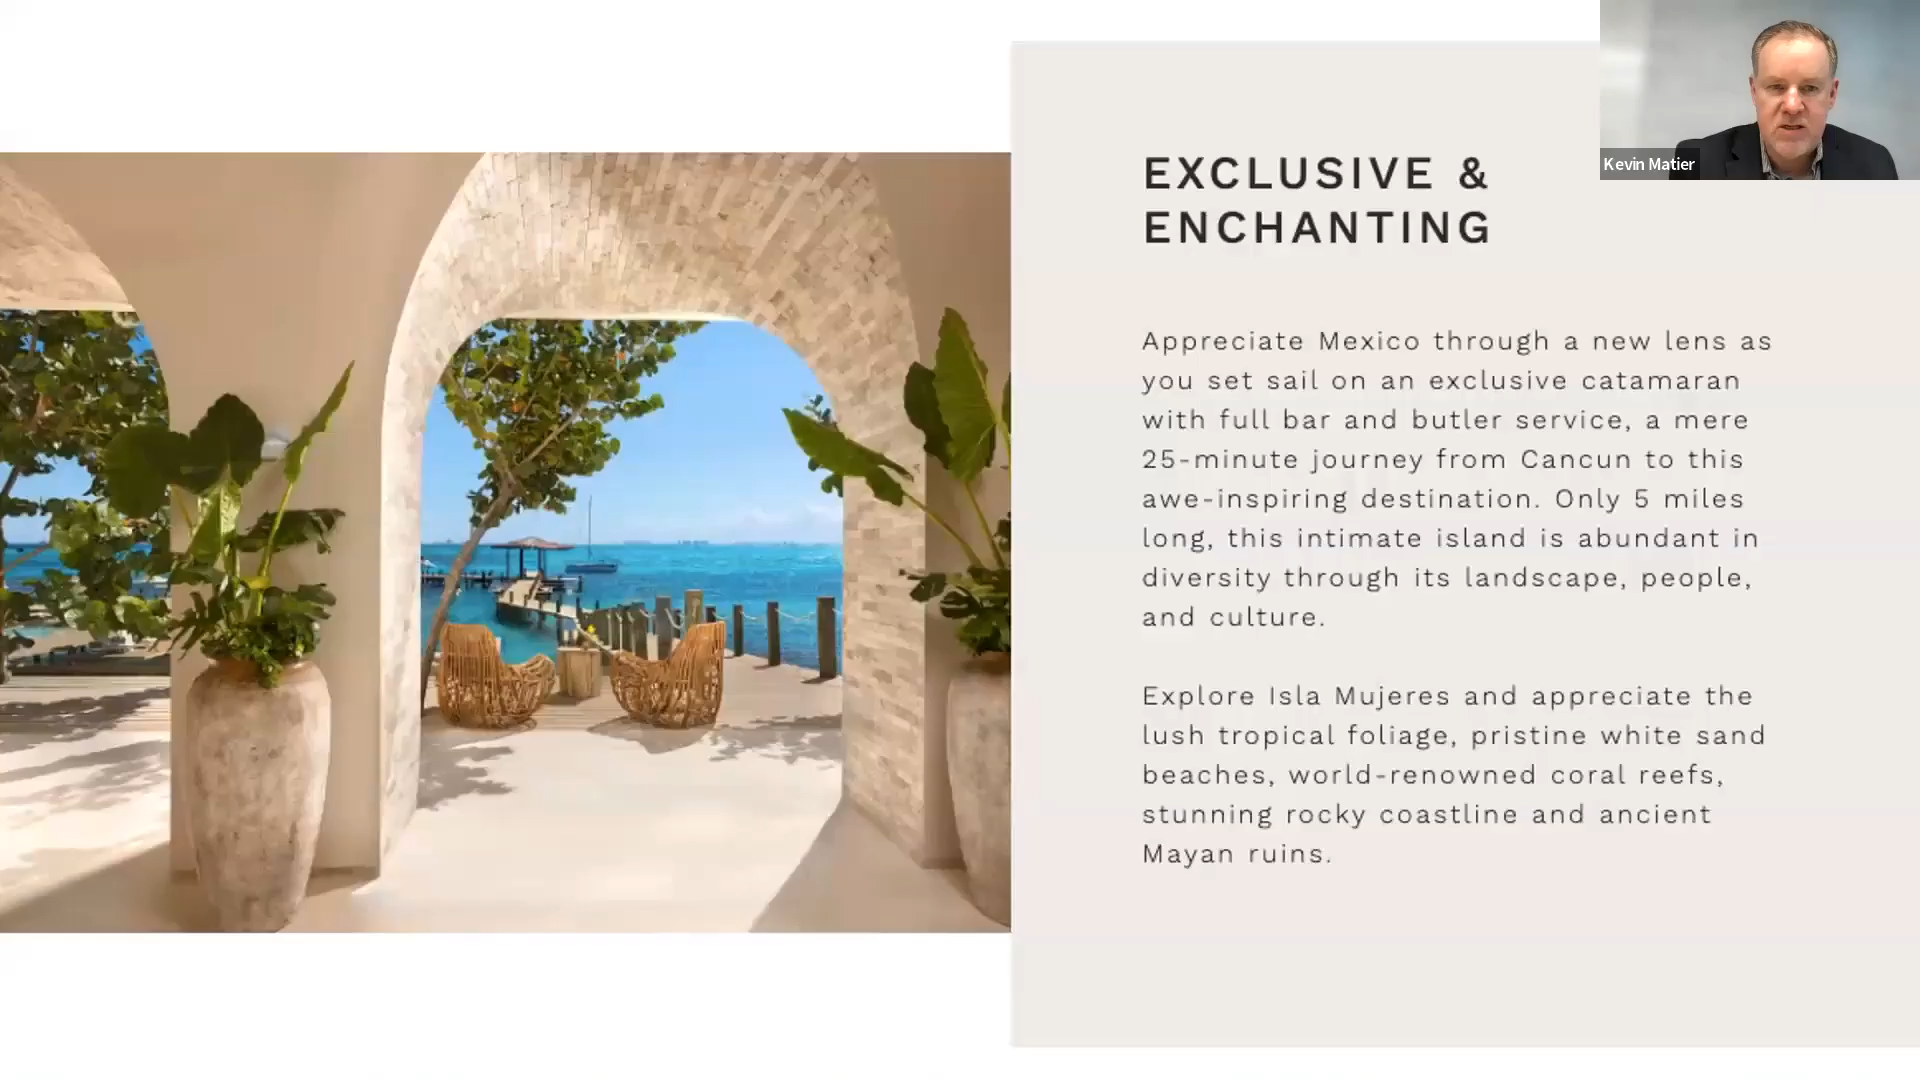 EXCLUSIVE &
ENCHANTING
Appreciate Mexico through a new lens as
you set sail on an exclusive catamaran
with full bar and butler service, a mere
25-minute journey from Cancun to this
awe-inspiring destination. Only 5 miles
long, this intimate island is abundant in
diversity through its landscape, people,
and culture.
Explore Isla Mujeres and appreciate the
lush tropical foliage, pristine white sand
beaches, world-renowned coral reefs,
stunning rocky coastline and ancient
Mayan ruins.
Kevin Matier